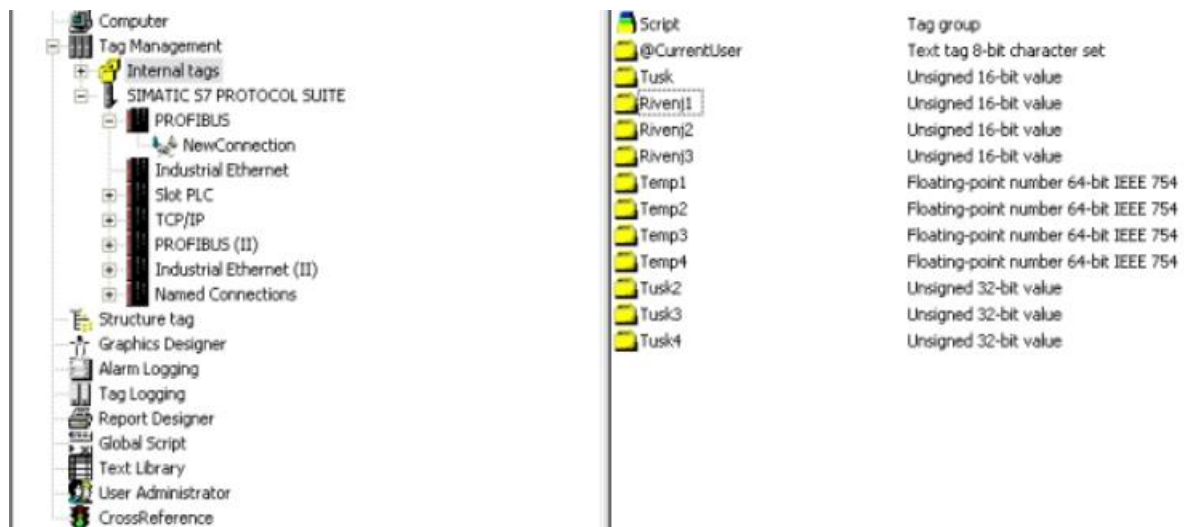 Computer
Tag Management
Internal tags
SIMATIC S7 PROTOCOL SUITE
PROFIBUS
NewConnection
Industrial Ethernet
Slot PLC
TCP/IP
PROFIBUS (II)
Industrial Ethernet (II)
Named Connections
Structure tag
Graphics Designer
Alarm Logging
Tag Logging
Report Designer
Global Script
Text Library
User Administrator
CrossReference
Script Tag group
@CurrentUser Text tag 8-bit character set
Tusk Unsigned 16-bit value
Rivenj1 Unsigned 16-bit value
Rivenj2 Unsigned 16-bit value
Rivenj3 Unsigned 16-bit value
Temp1 Floating-point number 64-bit IEEE 754
Temp2 Floating-point number 64-bit IEEE 754
Temp3 Floating-point number 64-bit IEEE 754
Temp4 Floating-point number 64-bit IEEE 754
Tusk2 Unsigned 32-bit value
Tusk3 Unsigned 32-bit value
Tusk4 Unsigned 32-bit value